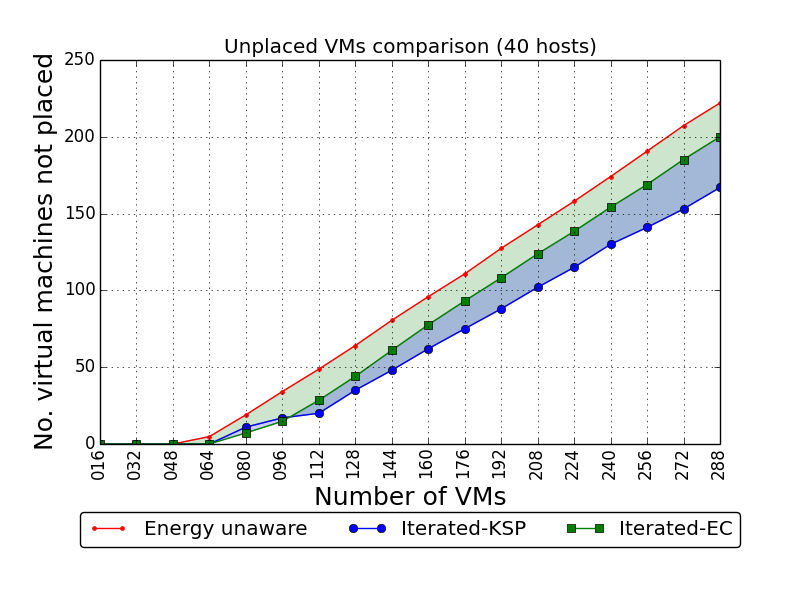 Unplaced VMs comparison (40 hosts)
No. virtual machines not placed
250
200
150
100
50
0
016 032 048 064 080 096 112 128 144 160 176 192 208 224 240 256 272 288
Number of VMs
Energy unaware Iterated-KSP Iterated-EC